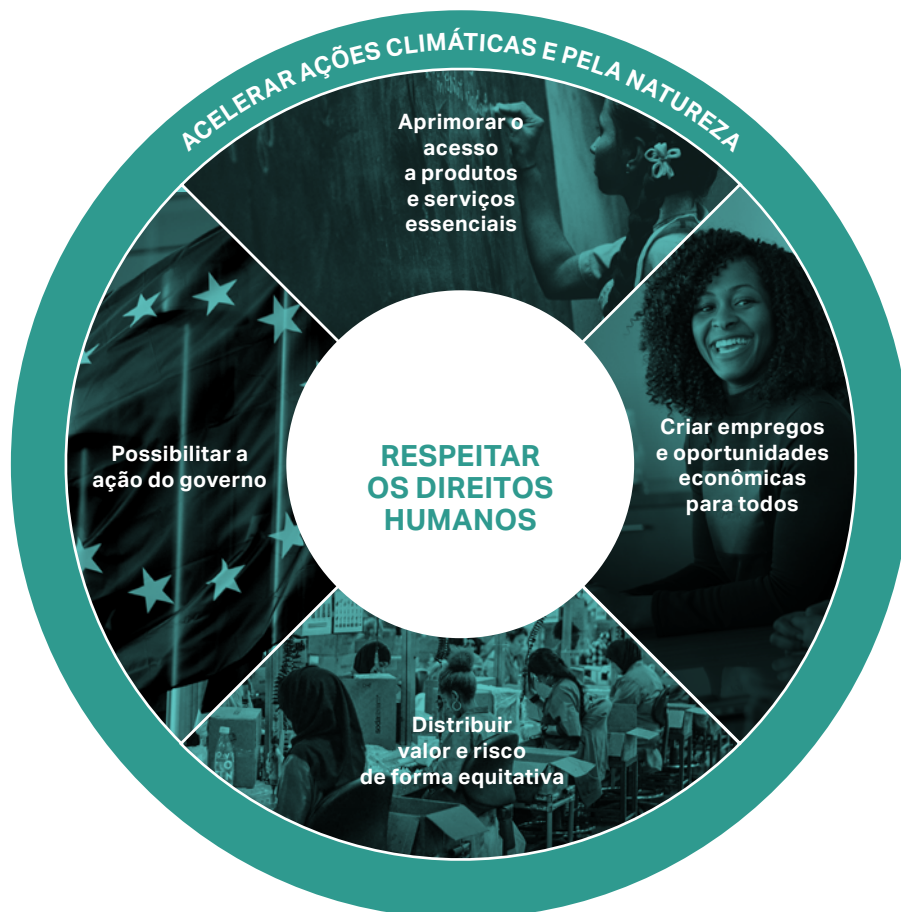 ACELERAR AÇÕES CLIMÁTICAS E PELA NATUREZA
Aprimorar o
acesso
a produtos
e serviços
essenciais
Possibilitar a
ação do governo
RESPEITAR
OS DIREITOS
HUMANOS
Criar empregos
e oportunidades
econômicas
para todos
Distribuir
valor e risco
de forma equitativa